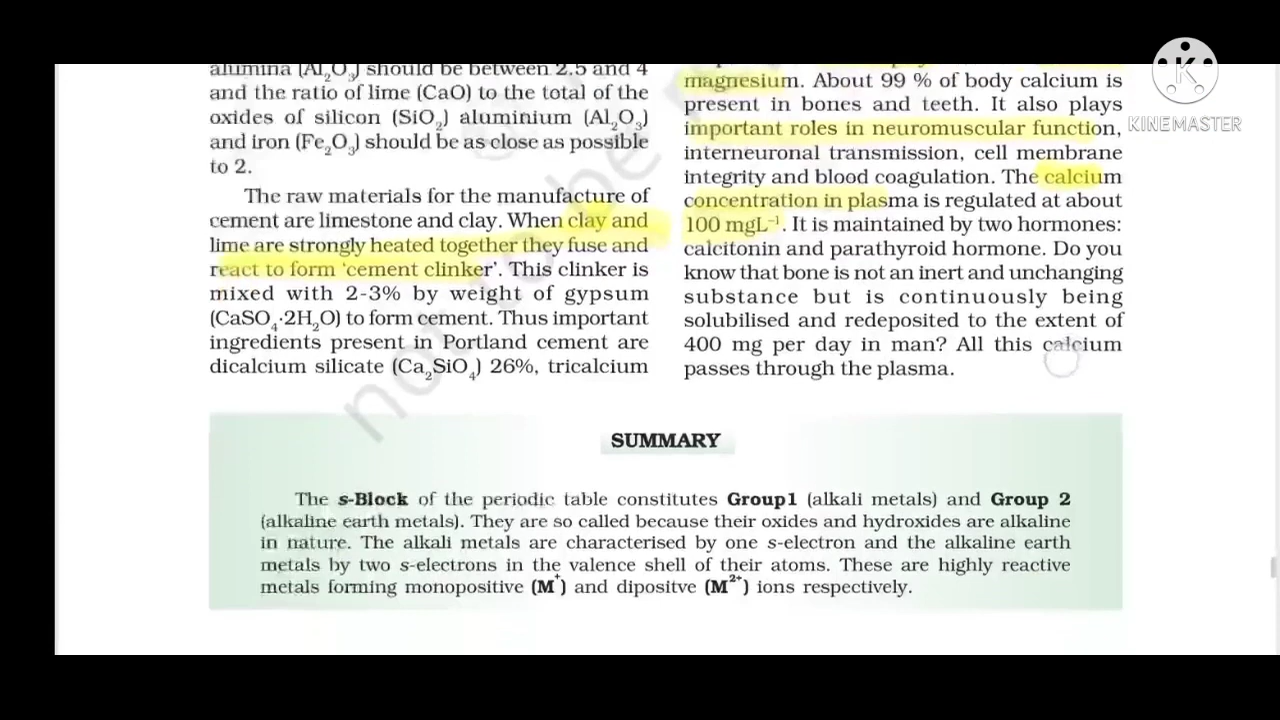 alumina (Al2O3) should be between 2.5 and 4
and the ratio of lime (CaO) to the total of the
oxides of silicon (SiO2) aluminium (Al2O3)
and iron (Fe2O3) should be as close as possible
to 2.
The raw materials for the manufacture of
cement are limestone and clay. When clay and
lime are strongly heated together they fuse and
react to form ‘cement clinker’. This clinker is
mixed with 2-3% by weight of gypsum
(CaSO4·2H2O) to form cement. Thus important
ingredients present in Portland cement are
dicalcium silicate (Ca2SiO4) 26%, tricalcium
magnesium. About 99 % of body calcium is
present in bones and teeth. It also plays
important roles in neuromuscular function,
interneuronal transmission, cell membrane
integrity and blood coagulation. The calcium
concentration in plasma is regulated at about
100 mgL–1. It is maintained by two hormones:
calcitonin and parathyroid hormone. Do you
know that bone is not an inert and unchanging
substance but is continuously being
solubilised and redeposited to the extent of
400 mg per day in man? All this calcium
passes through the plasma.
K
KINEMASTER
not to be
SUMMARY
The s-Block of the periodic table constitutes Group1 (alkali metals) and Group 2
(alkaline earth metals). They are so called because their oxides and hydroxides are alkaline
in nature. The alkali metals are characterised by one s-electron and the alkaline earth
metals by two s-electrons in the valence shell of their atoms. These are highly reactive
metals forming monopositive (M+) and dipositve (M2+) ions respectively.